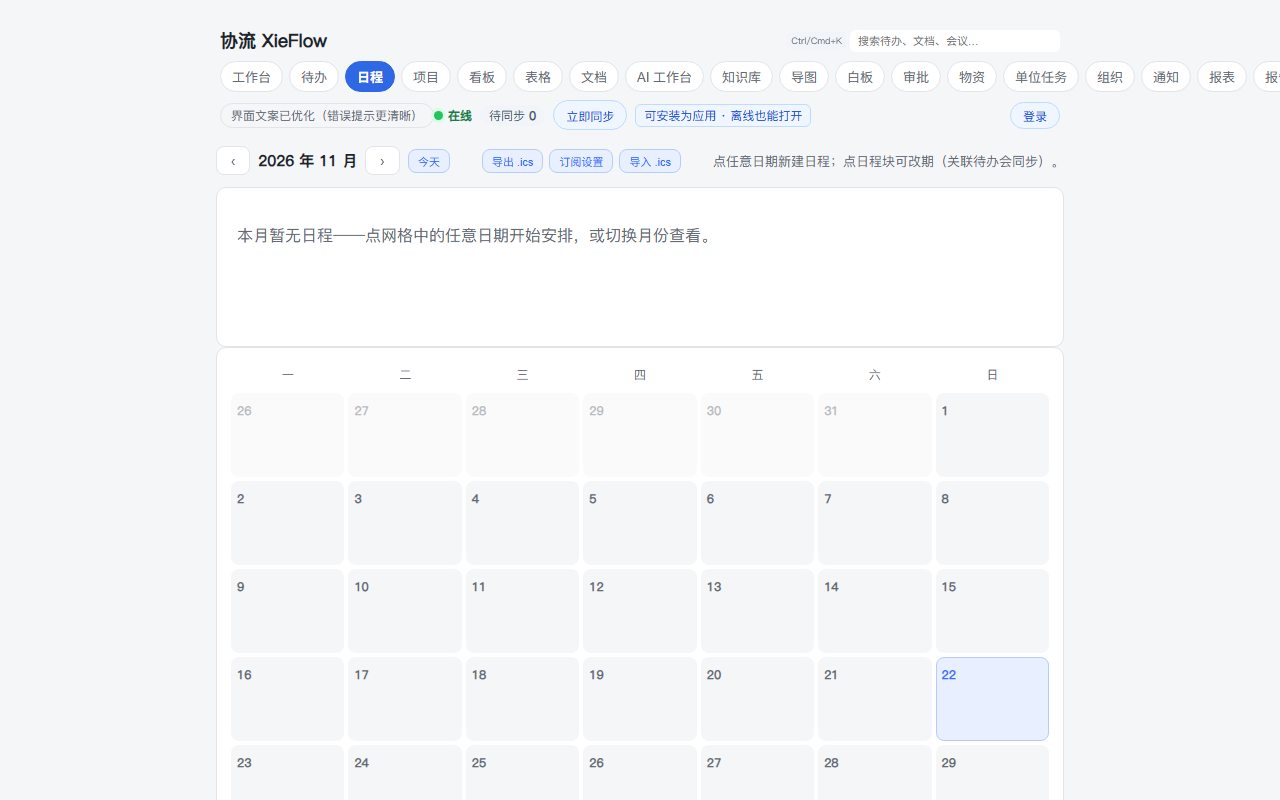 协流 XieFlow
Ctrl/Cmd+K 搜索待办、文档、会议…
工作台 待办 日程 项目 看板 表格 文档 AI 工作台 知识库 导图 白板 审批 物资 单位任务 组织 通知 报表
界面文案已优化（错误提示更清晰） 在线 待同步 0 立即同步 可安装为应用 · 离线也能打开 登录
‹ 2026 年 11 月 › 今天 导出 .ics 订阅设置 导入 .ics 点任意日期新建日程；点日程块可改期（关联待办会同步）。
本月暂无日程——点网格中的任意日期开始安排，或切换月份查看。
一 二 三 四 五 六 日
26 27 28 29 30 31 1
2 3 4 5 6 7 8
9 10 11 12 13 14 15
16 17 18 19 20 21 22
23 24 25 26 27 28 29